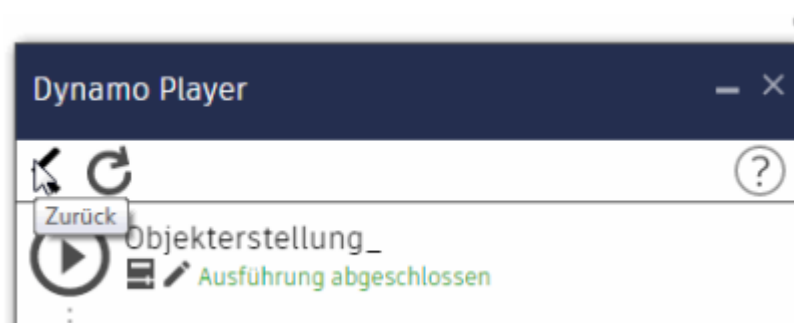 Dynamo Player
?
Zurück
Objekterstellung_
Ausführung abgeschlossen